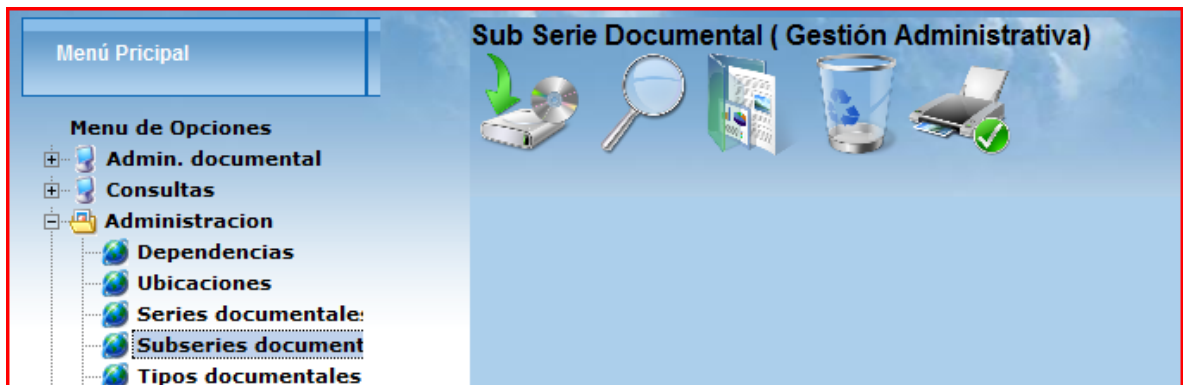 Sub Serie Documental ( Gestión Administrativa)
Menú Pricipal
Menu de Opciones
Admin. documental
Consultas
Administracion
Dependencias
Ubicaciones
Series documentale
Subseries document
Tipos documentales